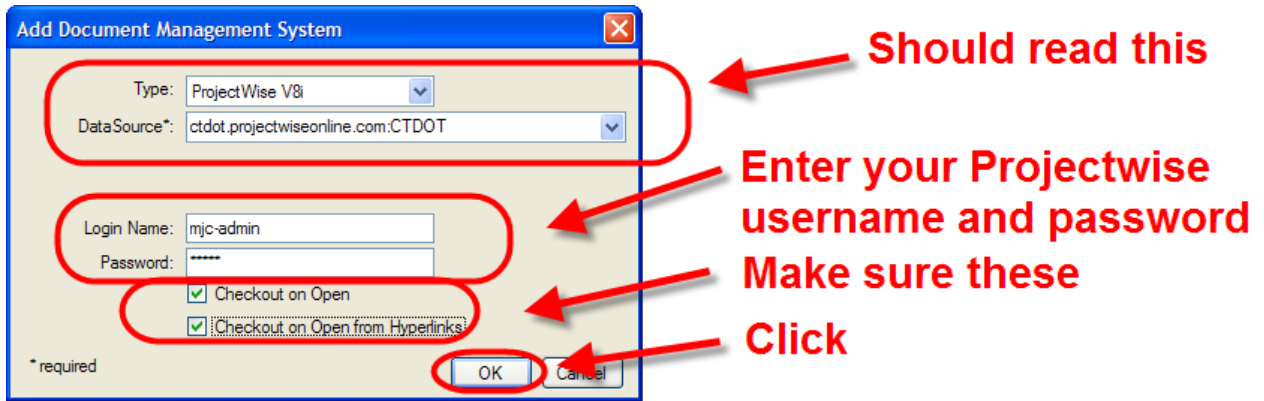 Add Document Management System
Should read this
Type: ProjectWise V8i
DataSource*: ctdot.projectwiseonline.com:CTDOT
Enter your Projectwise
username and password
Login Name: mjc-admin
Password: *****
Make sure these
Checkout on Open
Checkout on Open from Hyperlinks
Click
* required
OK
Cancel